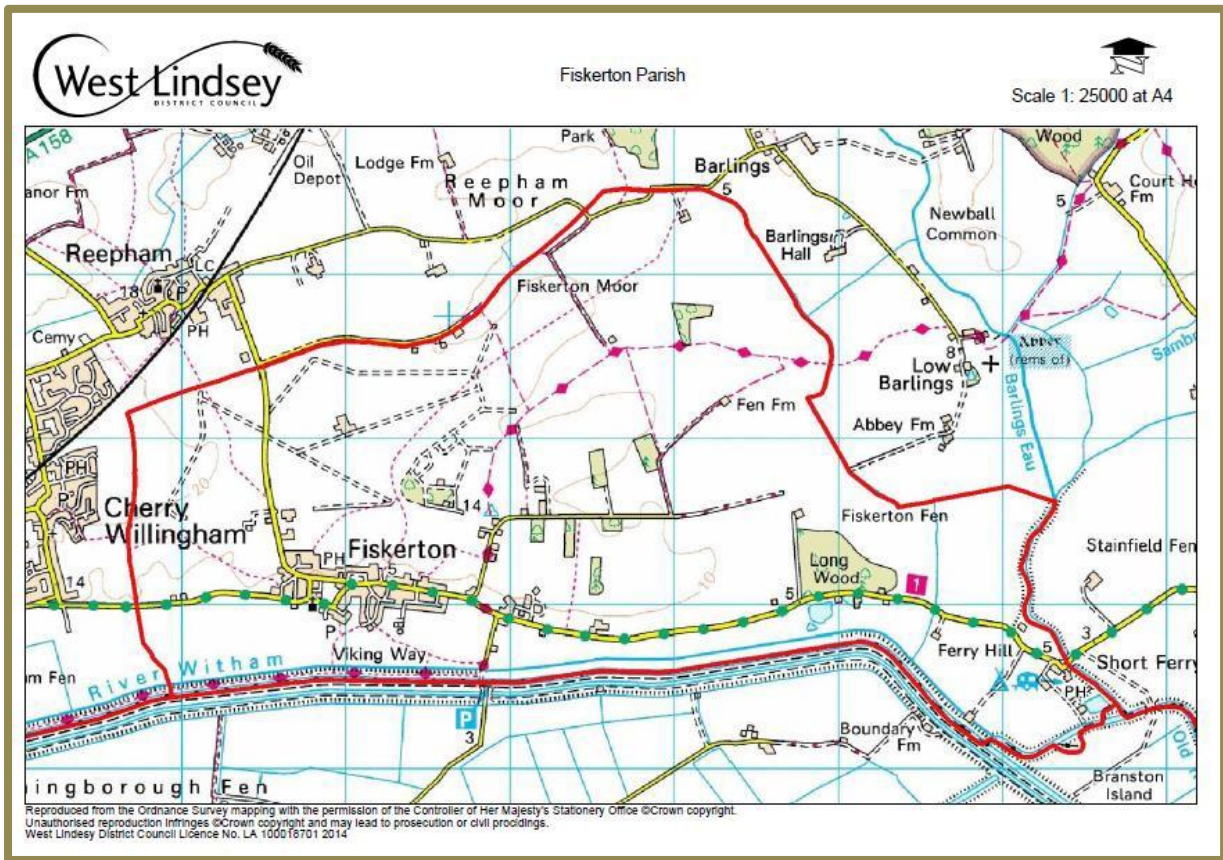 West Lindsey
DISTRICT COUNCIL
Fiskerton Parish
N
Scale 1: 25000 at A4
A 158
Oil
Depot
Lodge Fm
Park
Reepham
Moor
Barlings
5
Wood
Court H
Fm
5
anor Fm
Newball
Common
Reepham
LC
18
P
PH
Barlings
Hall
Fiskerton Moor
Cemy
8
Low
Barlings
(rems of)
Sambr
Barlings Eau
Fen Fm
Abbey Fm
PH
P
20
14
Cherry
Willingham
Fiskerton Fen
PH
Fiskerton
5
10
Long
Wood
Stainfield Fen
14
1
5
P
Viking Way
Ferry Hill
5
3
Short Ferry
PH
m Fen
River Witham
P
3
Boundary
Fm
Old
Branston
Island
ingborough Fen
Reproduced from the Ordnance Survey mapping with the permission of the Controller of Her Majesty's Stationery Office ©Crown copyright.
Unauthorised reproduction infringes ©Crown copyright and may lead to prosecution or civil procidings.
West Lindesy District Council Licence No. LA 100018701 2014